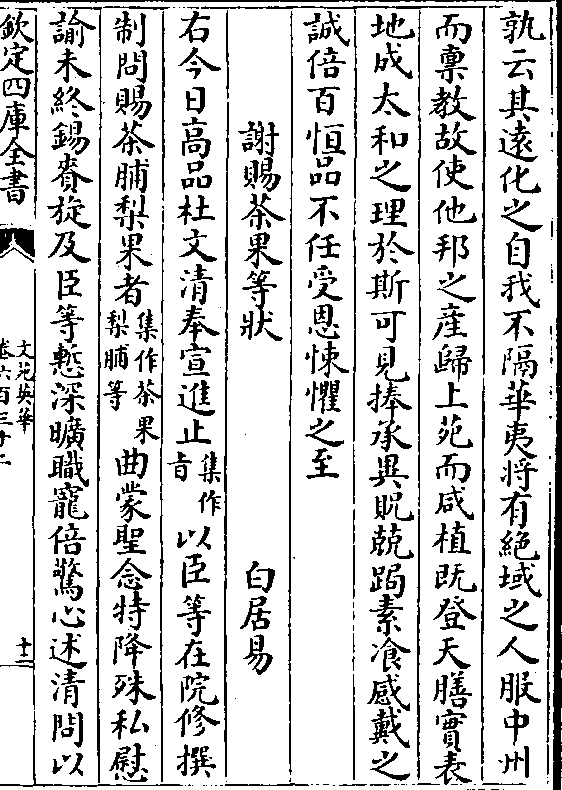 孰云其逺化之自我不隔華夷将有絶域之人服中州
而禀教故使他邦之産歸上苑而咸植既登天膳實表
地成太和之理於斯可見捧承異貺兢跼素飡感戴之
誠倍百恒品不任受恩悚懼之至
謝賜茶果等狀　白居易
右今日高品杜文清奉宣進止集作旨以臣等在院修撰
制問賜茶脯梨果者集作茶果梨脯等曲蒙聖念特降殊私慰
諭未終錫賚旋及臣等慙深曠職寵倍驚心述清問以
欽定四庫全書
文苑英華
卷六百三十二
十二